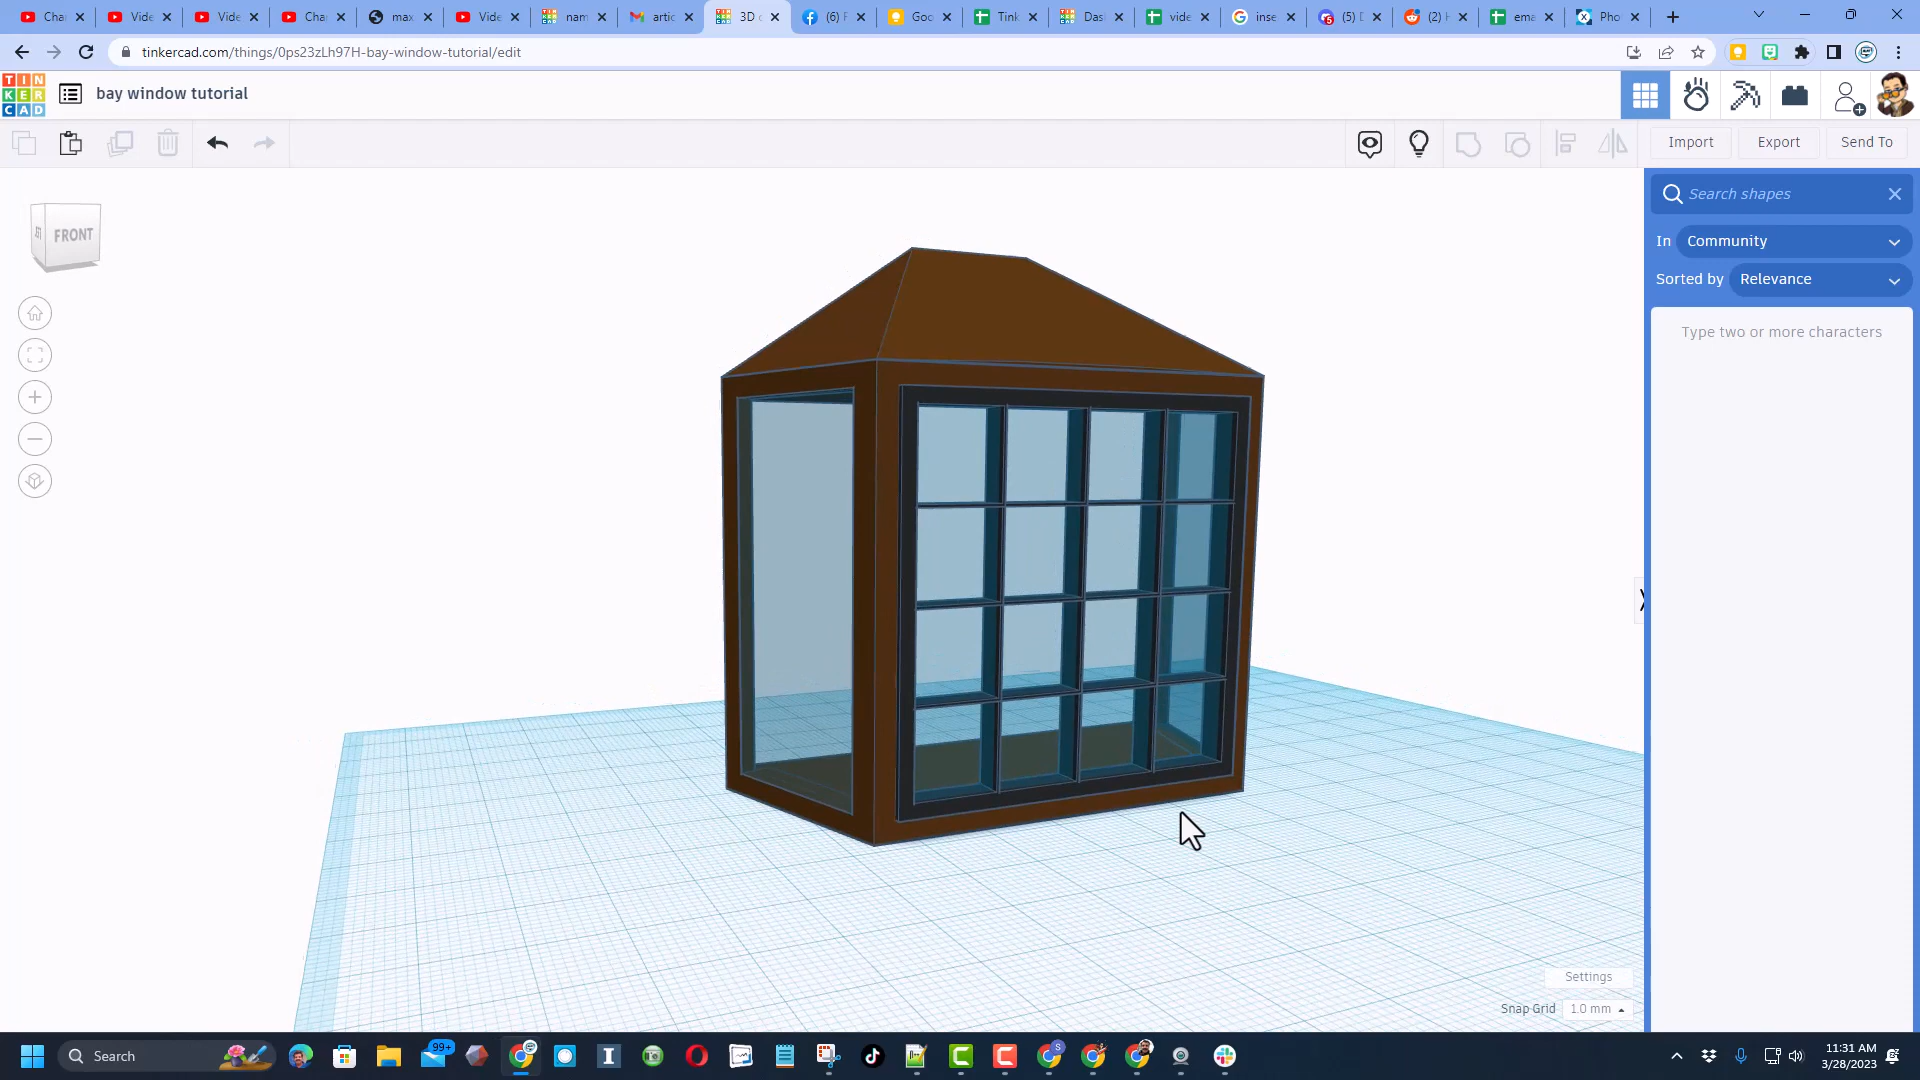 Char
Vide
Vide
Char
max
Vide
nam
artic
3D c
(6) F
Goo
Tink
Das
vide
inse
(5) D
(2) H
ema
Pho
tinkercad.com/things/0ps23zLh97H-bay-window-tutorial/edit
TIN
KER
CAD
bay window tutorial
Import
Export
Send To
FRONT
Search shapes
In Community
Sorted by Relevance
Type two or more characters
Settings
Snap Grid 1.0 mm
Search
99+
11:31 AM
3/28/2023